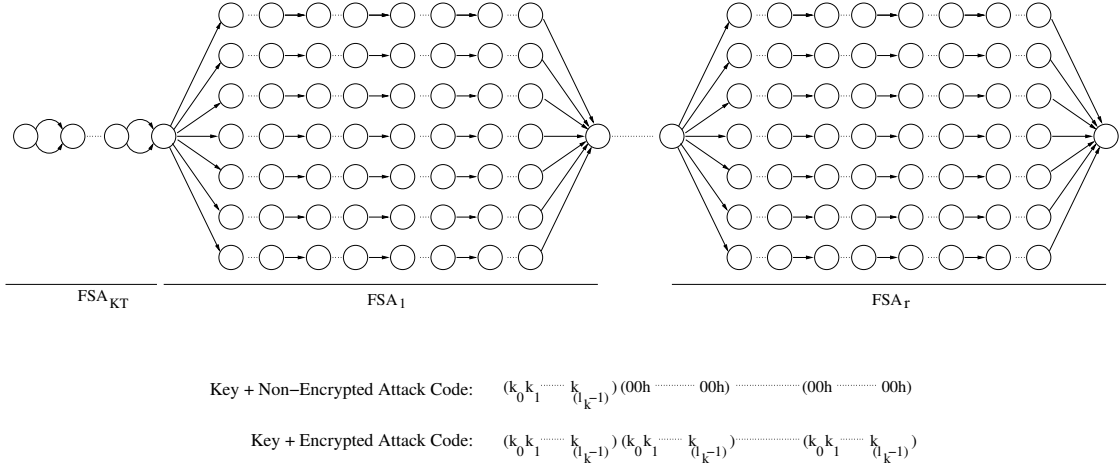 FSA_KT FSA_1 FSA_r
Key + Non−Encrypted Attack Code: (k_0 k_1 ........ k_(l_k−1)) (00h ........... 00h) ................... (00h ........... 00h)
Key + Encrypted Attack Code: (k_0 k_1 ...... k_(l_k−1)) (k_0 k_1 ...... k_(l_k−1)) ................... (k_0 k_1 ...... k_(l_k−1))